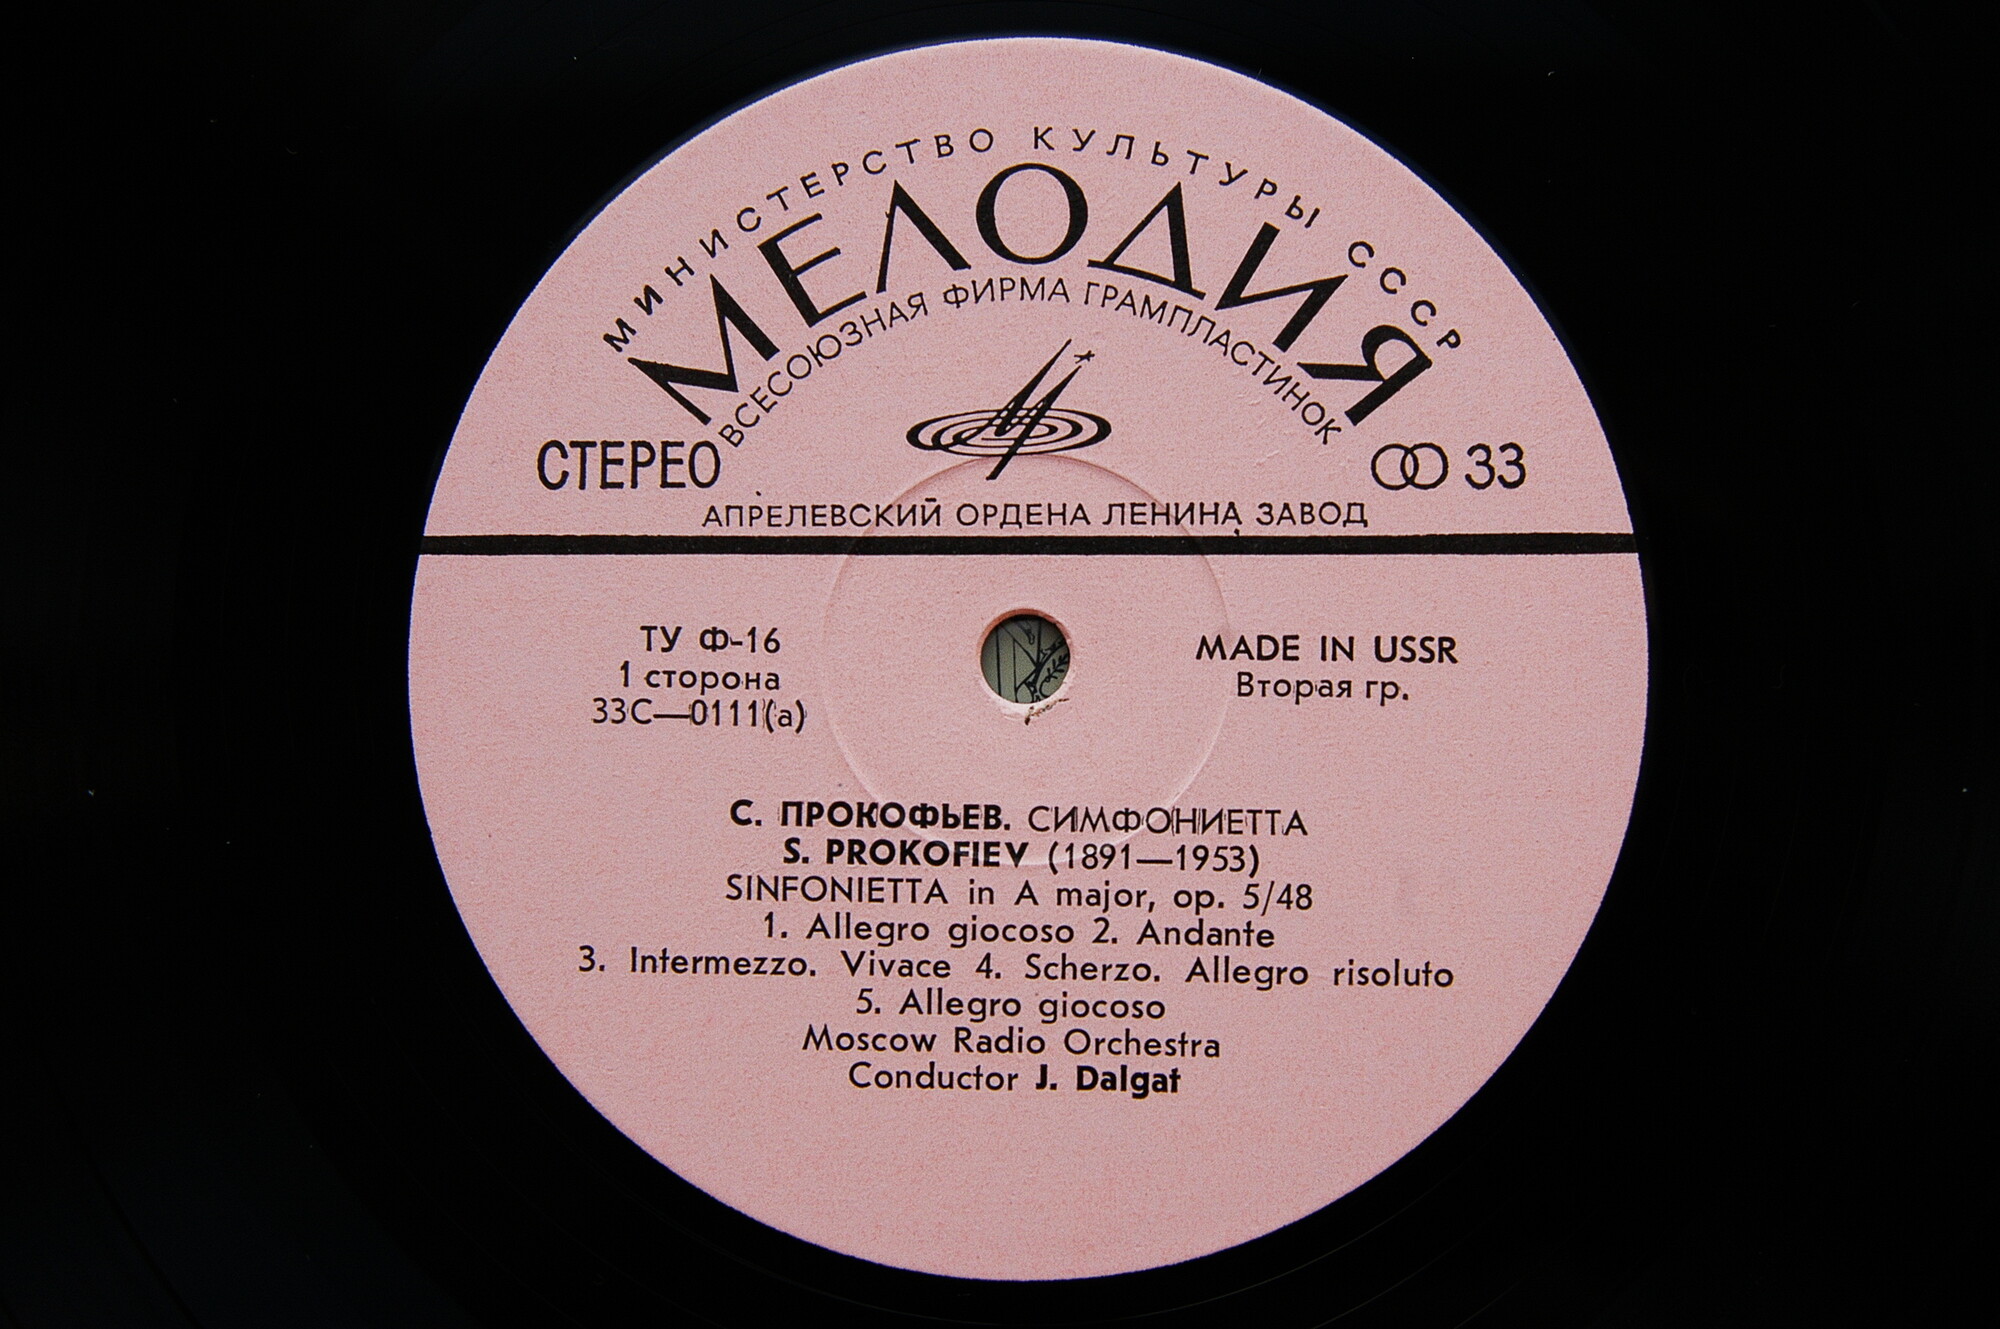 МИНИСТЕРСТВО КУЛЬТУРЫ СССР
МЕЛОДИЯ
ВСЕСОЮЗНАЯ ФИРМА ГРАМПЛАСТИНОК
СТЕРЕО
33
АПРЕЛЕВСКИЙ ОРДЕНА ЛЕНИНА ЗАВОД
ТУ Ф-16
1 сторона
33С—0111(а)
MADE IN USSR
Вторая гр.
С. ПРОКОФЬЕВ. СИМФОНИЕТТА
S. PROKOFIEV (1891—1953)
SINFONIETTA in A major, op. 5/48
1. Allegro giocoso 2. Andante
3. Intermezzo. Vivace 4. Scherzo. Allegro risoluto
5. Allegro giocoso
Moscow Radio Orchestra
Conductor J. Dalgat